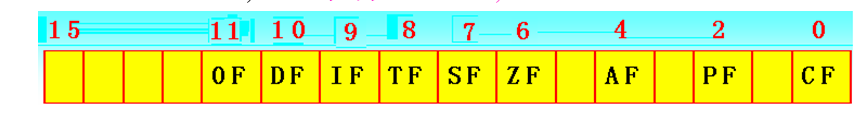 15 11 10 9 8 7 6 4 2 0
OF DF IF TF SF ZF AF PF CF